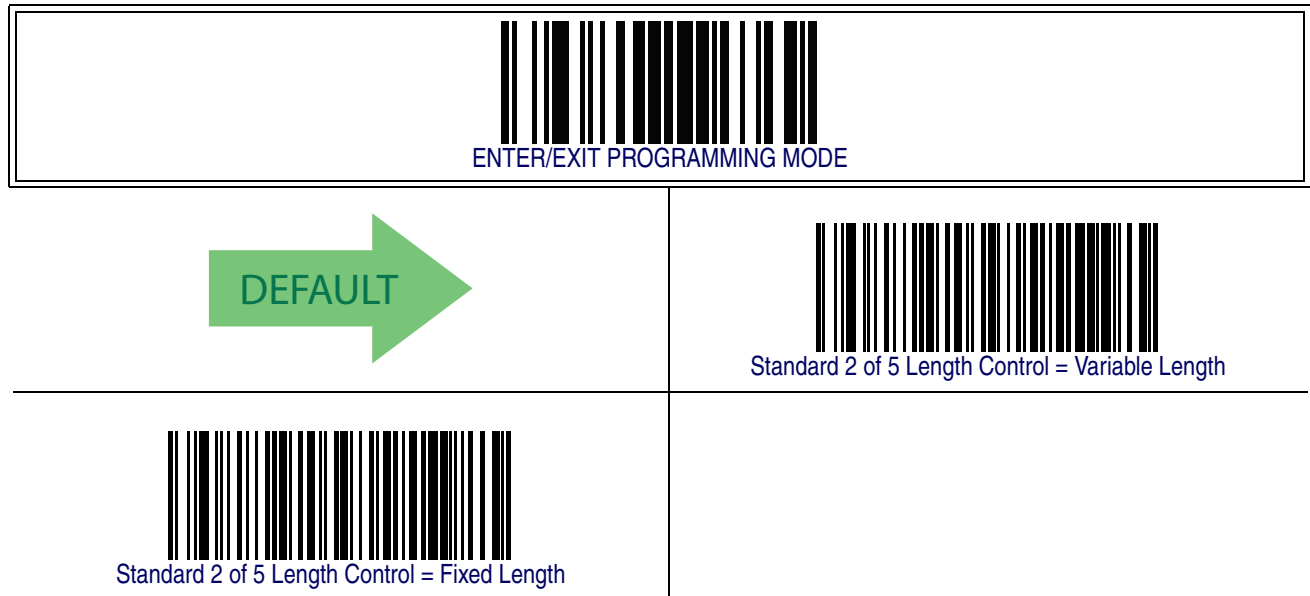 ENTER/EXIT PROGRAMMING MODE
DEFAULT
Standard 2 of 5 Length Control = Variable Length
Standard 2 of 5 Length Control = Fixed Length